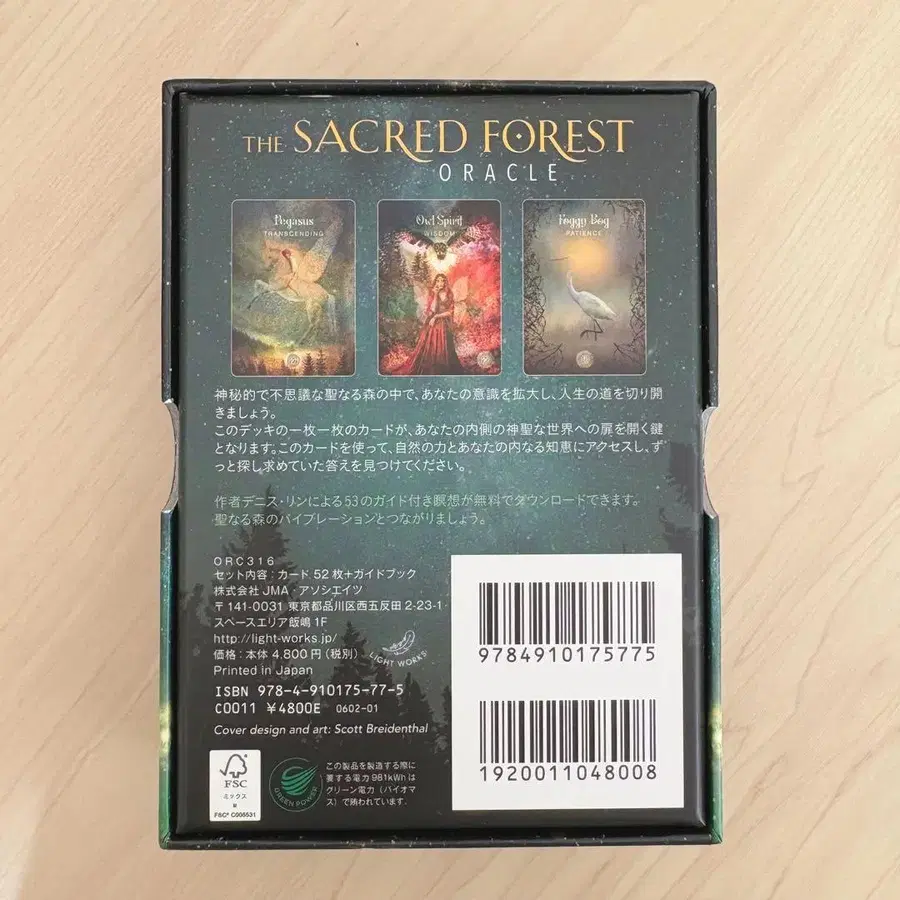 THE SACRED FOREST
ORACLE
Pegasus
TRANSCENDING
Owl Spirit
WISDOM
Foggy Bog
PATIENCE
神秘的で不思議な聖なる森の中で、あなたの意識を拡大し、人生の道を切り開
きましょう。
このデッキの一枚一枚のカードが、あなたの内側の神聖な世界への扉を開く鍵
となります。このカードを使って、自然の力とあなたの内なる知恵にアクセスし、ず
っと探し求めていた答えを見つけてください。
作者デニス・リンによる53のガイド付き瞑想が無料でダウンロードできます。
聖なる森のバイブレーションとつながりましょう。
ORC316
セット内容：カード 52 枚＋ガイドブック
株式会社 JMA・アソシエイツ
〒141-0031 東京都品川区西五反田 2-23-1
スペースエリア飯嶋 1F
http://light-works.jp/
価格：本体 4,800円（税別）
Printed in Japan
LIGHT WORKS
ISBN 978-4-910175-77-5
C0011 ¥4800E 0602-01
Cover design and art: Scott Breidenthal
9784910175775
1920011048008
FSC
ミックス
FSC® C006531
GREEN POWER
この製品を製造する際に
要する電力 981kWh は
グリーン電力（バイオマ
ス）で賄われています。